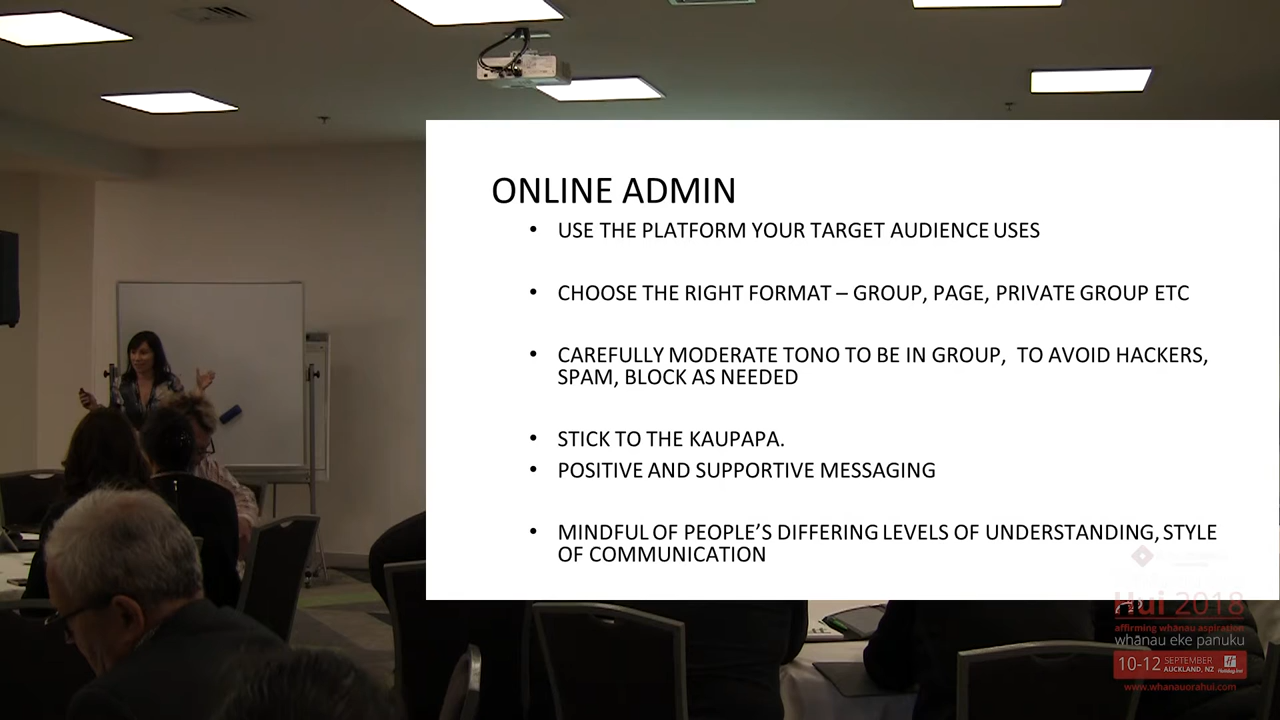 ONLINE ADMIN
• USE THE PLATFORM YOUR TARGET AUDIENCE USES
• CHOOSE THE RIGHT FORMAT – GROUP, PAGE, PRIVATE GROUP ETC
• CAREFULLY MODERATE TONO TO BE IN GROUP, TO AVOID HACKERS,
SPAM, BLOCK AS NEEDED
• STICK TO THE KAUPAPA.
• POSITIVE AND SUPPORTIVE MESSAGING
• MINDFUL OF PEOPLE’S DIFFERING LEVELS OF UNDERSTANDING, STYLE
OF COMMUNICATION
Hui 2018
affirming whānau aspiration
whānau eke panuku
10-12 SEPTEMBER
AUCKLAND, NZ
Holiday Inn
www.whanauorahui.com